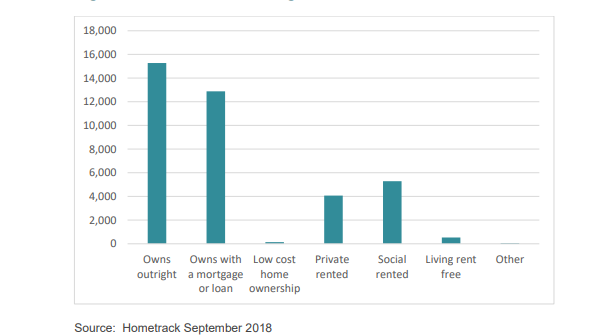 18,000
16,000
14,000
12,000
10,000
8,000
6,000
4,000
2,000
0
Owns outright
Owns with a mortgage or loan
Low cost home ownership
Private rented
Social rented
Living rent free
Other
Source: Hometrack September 2018